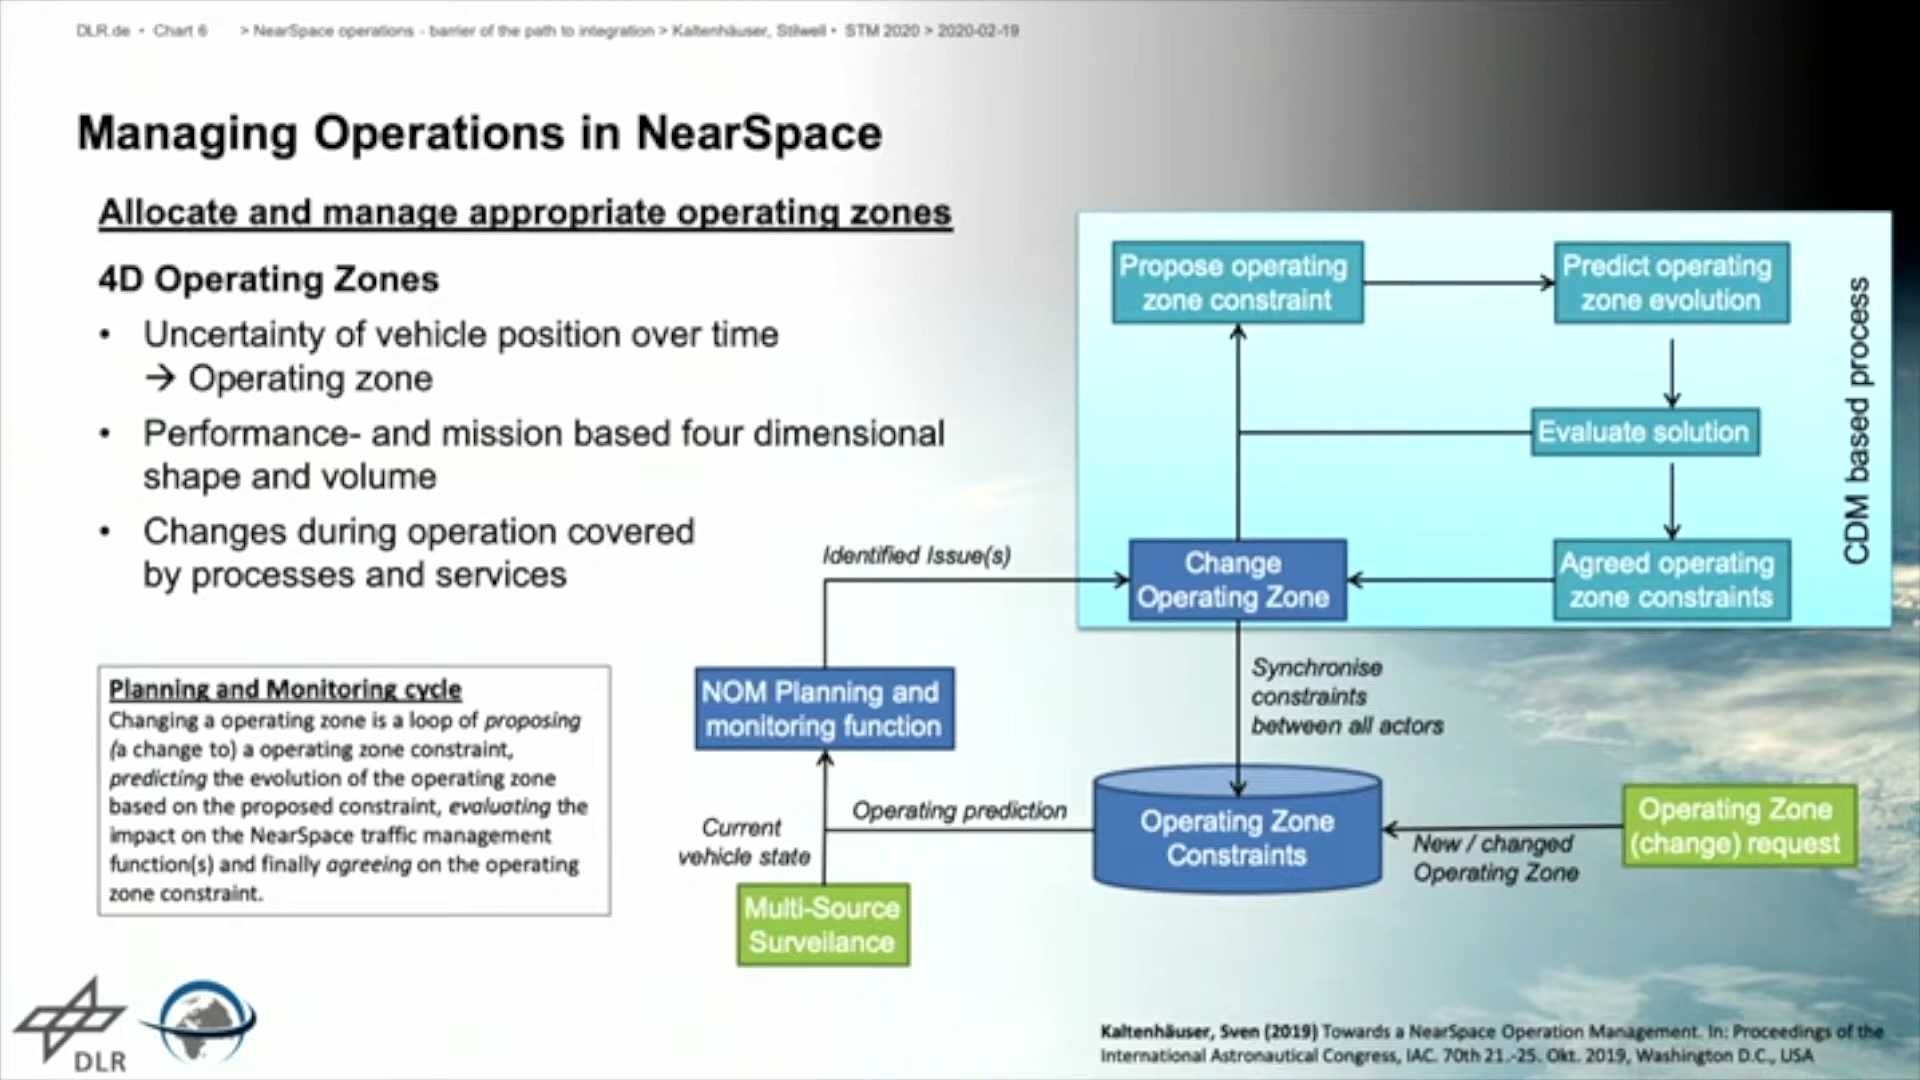 DLR.de • Chart 6 > NearSpace operations - barrier of the path to integration > Kaltenhäuser, Stilwell • STM 2020 > 2020-02-19
Managing Operations in NearSpace
Allocate and manage appropriate operating zones
4D Operating Zones
• Uncertainty of vehicle position over time
→ Operating zone
• Performance- and mission based four dimensional
shape and volume
• Changes during operation covered
by processes and services
Planning and Monitoring cycle
Changing a operating zone is a loop of proposing
(a change to) a operating zone constraint,
predicting the evolution of the operating zone
based on the proposed constraint, evaluating the
impact on the NearSpace traffic management
function(s) and finally agreeing on the operating
zone constraint.
Propose operating
zone constraint
Predict operating
zone evolution
Evaluate solution
Agreed operating
zone constraints
Change
Operating Zone
CDM based process
Identified Issue(s)
NOM Planning and
monitoring function
Synchronise
constraints
between all actors
Operating prediction
Current
vehicle state
Operating Zone
Constraints
New / changed
Operating Zone
Operating Zone
(change) request
Multi-Source
Surveilance
DLR
Kaltenhäuser, Sven (2019) Towards a NearSpace Operation Management. In: Proceedings of the
International Astronautical Congress, IAC. 70th 21.-25. Okt. 2019, Washington D.C., USA